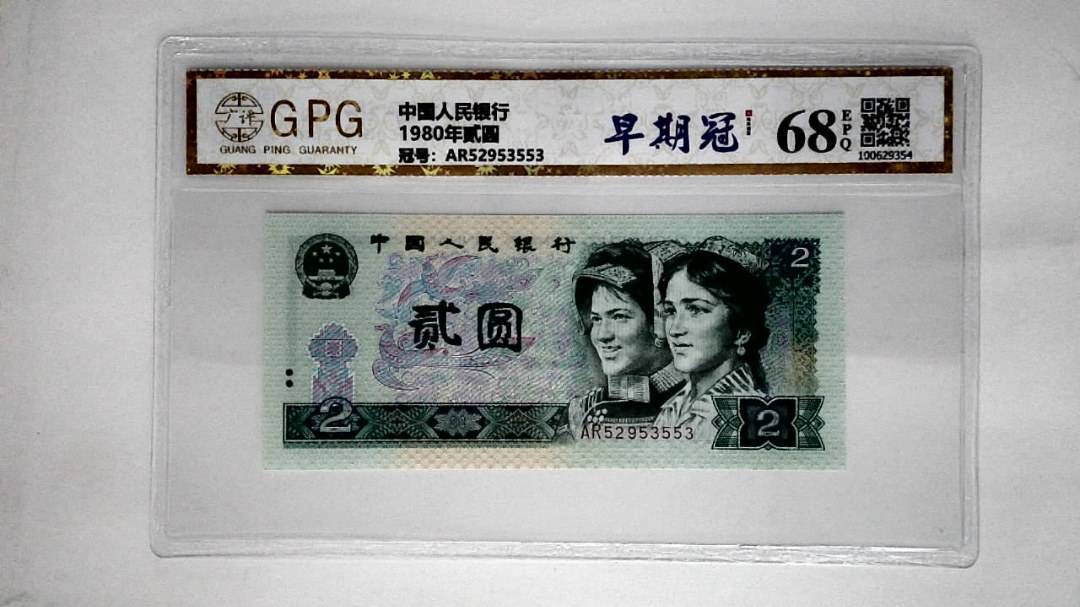 GPG
GUANG PING GUARANTY
中国人民银行
1980年贰圆
冠号：AR52953553
早期冠
68
EPQ
100629354
中国人民银行
2
贰圆
2
AR52953553
2